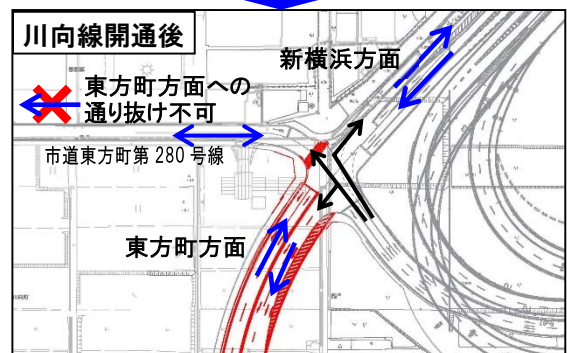 川向線開通後
新横浜方面
東方町方面への
通り抜け不可
市道東方町第 280 号線
東方町方面